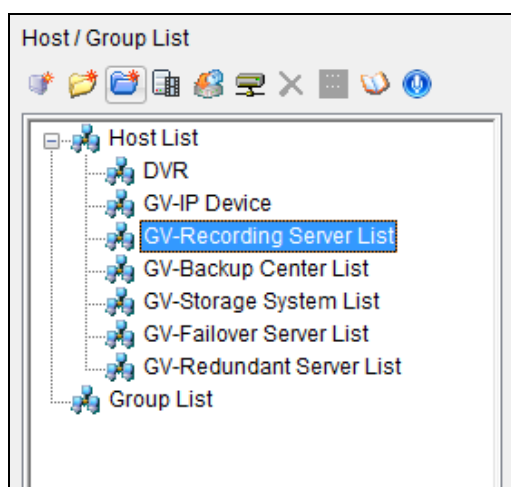 Host / Group List
Host List
DVR
GV-IP Device
GV-Recording Server List
GV-Backup Center List
GV-Storage System List
GV-Failover Server List
GV-Redundant Server List
Group List